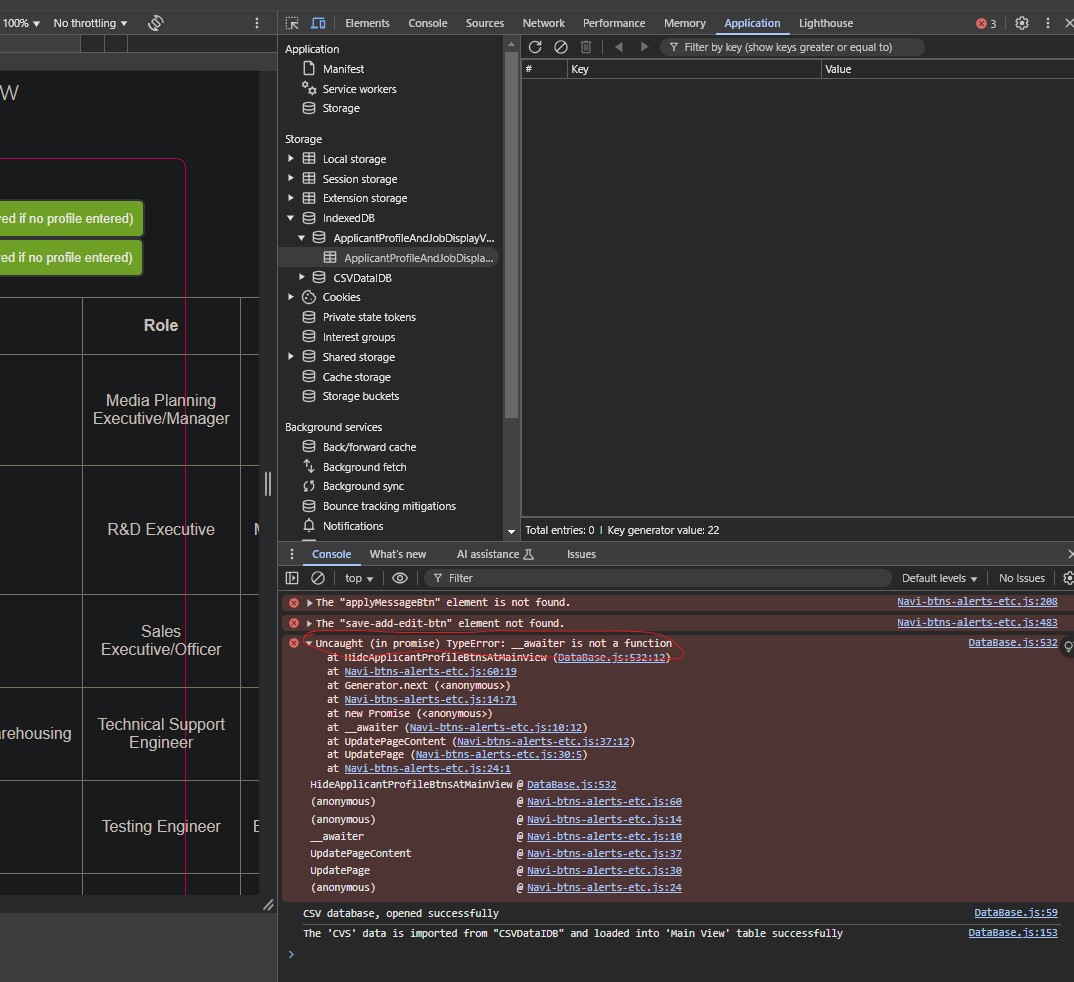 100%
No throttling
Elements
Console
Sources
Network
Performance
Memory
Application
Lighthouse
3
W
ved if no profile entered)
ved if no profile entered)
Role
Media Planning
Executive/Manager
R&D Executive
Sales
Executive/Officer
arehousing
Technical Support
Engineer
Testing Engineer
E
Application
Manifest
Service workers
Storage
Storage
Local storage
Session storage
Extension storage
IndexedDB
ApplicantProfileAndJobDisplayV...
ApplicantProfileAndJobDispla...
CSVDataIDB
Cookies
Private state tokens
Interest groups
Shared storage
Cache storage
Storage buckets
Background services
Back/forward cache
Background fetch
Background sync
Bounce tracking mitigations
Notifications
Filter by key (show keys greater or equal to)
# Key Value
Total entries: 0 | Key generator value: 22
Console
What's new
AI assistance
Issues
top
Filter
Default levels
No Issues
The "applyMessageBtn" element is not found. Navi-btns-alerts-etc.js:208
The "save-add-edit-btn" element not found. Navi-btns-alerts-etc.js:483
Uncaught (in promise) TypeError: __awaiter is not a function DataBase.js:532
at HideApplicantProfileBtnsAtMainView (DataBase.js:532:12)
at Navi-btns-alerts-etc.js:60:19
at Generator.next (<anonymous>)
at Navi-btns-alerts-etc.js:14:71
at new Promise (<anonymous>)
at __awaiter (Navi-btns-alerts-etc.js:10:12)
at UpdatePageContent (Navi-btns-alerts-etc.js:37:12)
at UpdatePage (Navi-btns-alerts-etc.js:30:5)
at Navi-btns-alerts-etc.js:24:1
HideApplicantProfileBtnsAtMainView @ DataBase.js:532
(anonymous) @ Navi-btns-alerts-etc.js:60
(anonymous) @ Navi-btns-alerts-etc.js:14
__awaiter @ Navi-btns-alerts-etc.js:10
UpdatePageContent @ Navi-btns-alerts-etc.js:37
UpdatePage @ Navi-btns-alerts-etc.js:30
(anonymous) @ Navi-btns-alerts-etc.js:24
CSV database, opened successfully DataBase.js:59
The 'CVS' data is imported from "CSVDataIDB" and loaded into 'Main View' table successfully DataBase.js:153